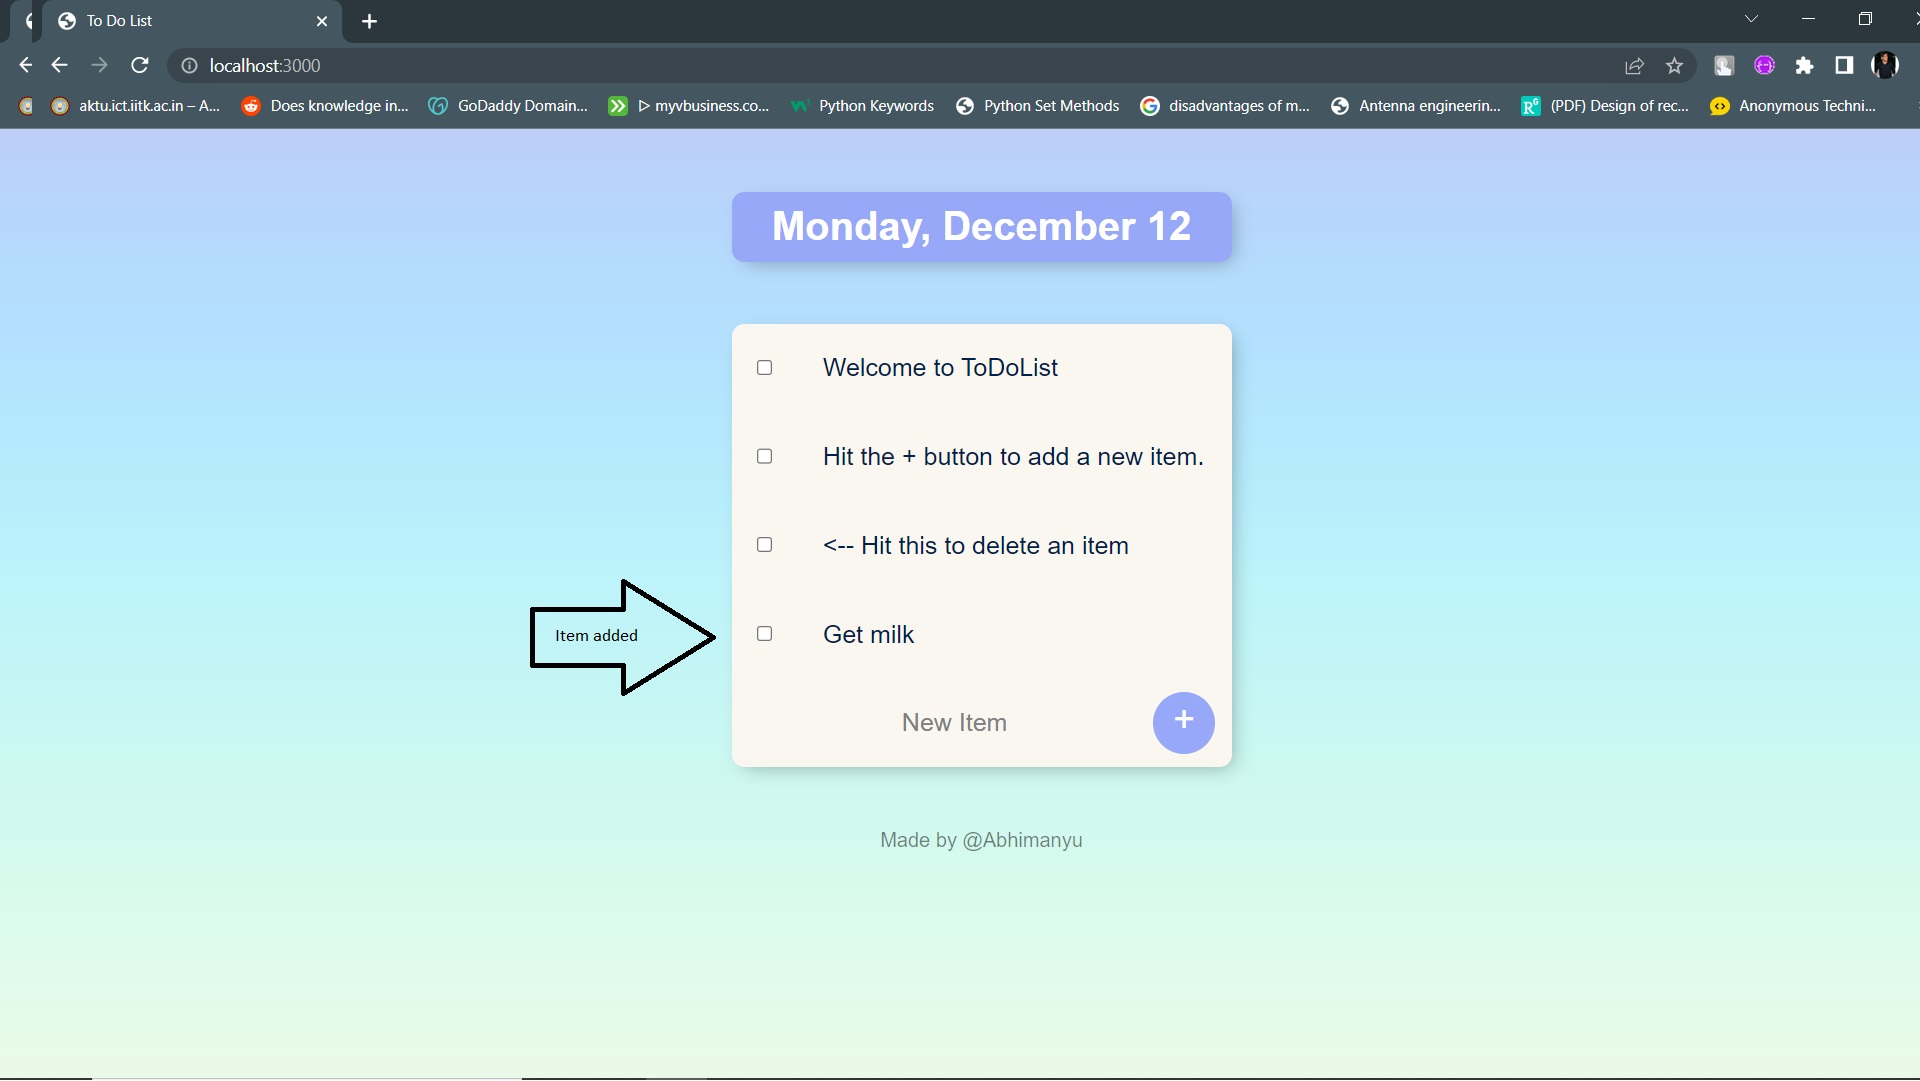 To Do List
localhost:3000
aktu.ict.iitk.ac.in – A...
Does knowledge in...
GoDaddy Domain...
myvbusiness.co...
Python Keywords
Python Set Methods
disadvantages of m...
Antenna engineerin...
(PDF) Design of rec...
Anonymous Techni...
Monday, December 12
Welcome to ToDoList
Hit the + button to add a new item.
<-- Hit this to delete an item
Item added
Get milk
New Item
+
Made by @Abhimanyu